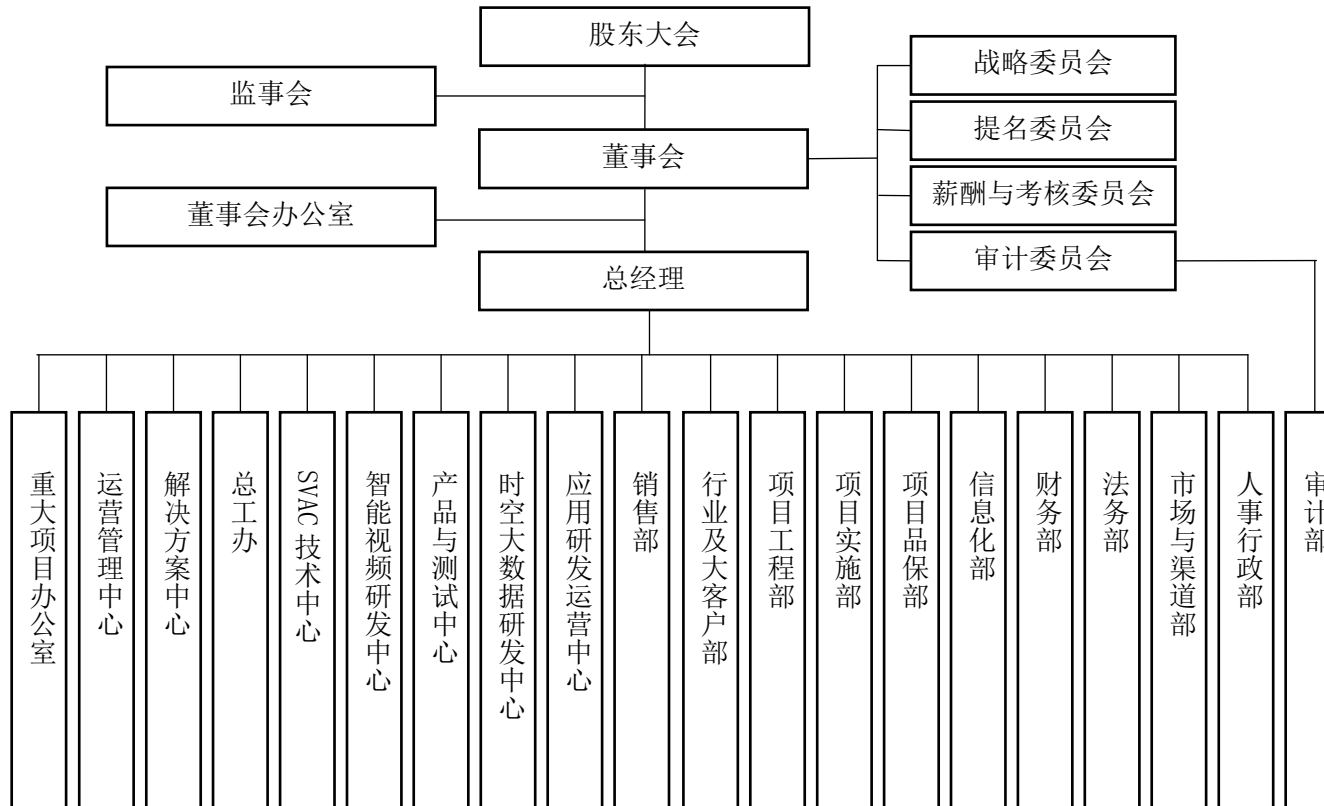 股东大会
监事会
战略委员会
提名委员会
董事会
薪酬与考核委员会
董事会办公室
审计委员会
总经理
重大项目办公室
运营管理中心
解决方案中心
总工办
SVAC 技术中心
智能视频研发中心
产品与测试中心
时空大数据研发中心
应用研发运营中心
销售部
行业及大客户部
项目工程部
项目实施部
项目品保部
信息化部
财务部
法务部
市场与渠道部
人事行政部
审计部